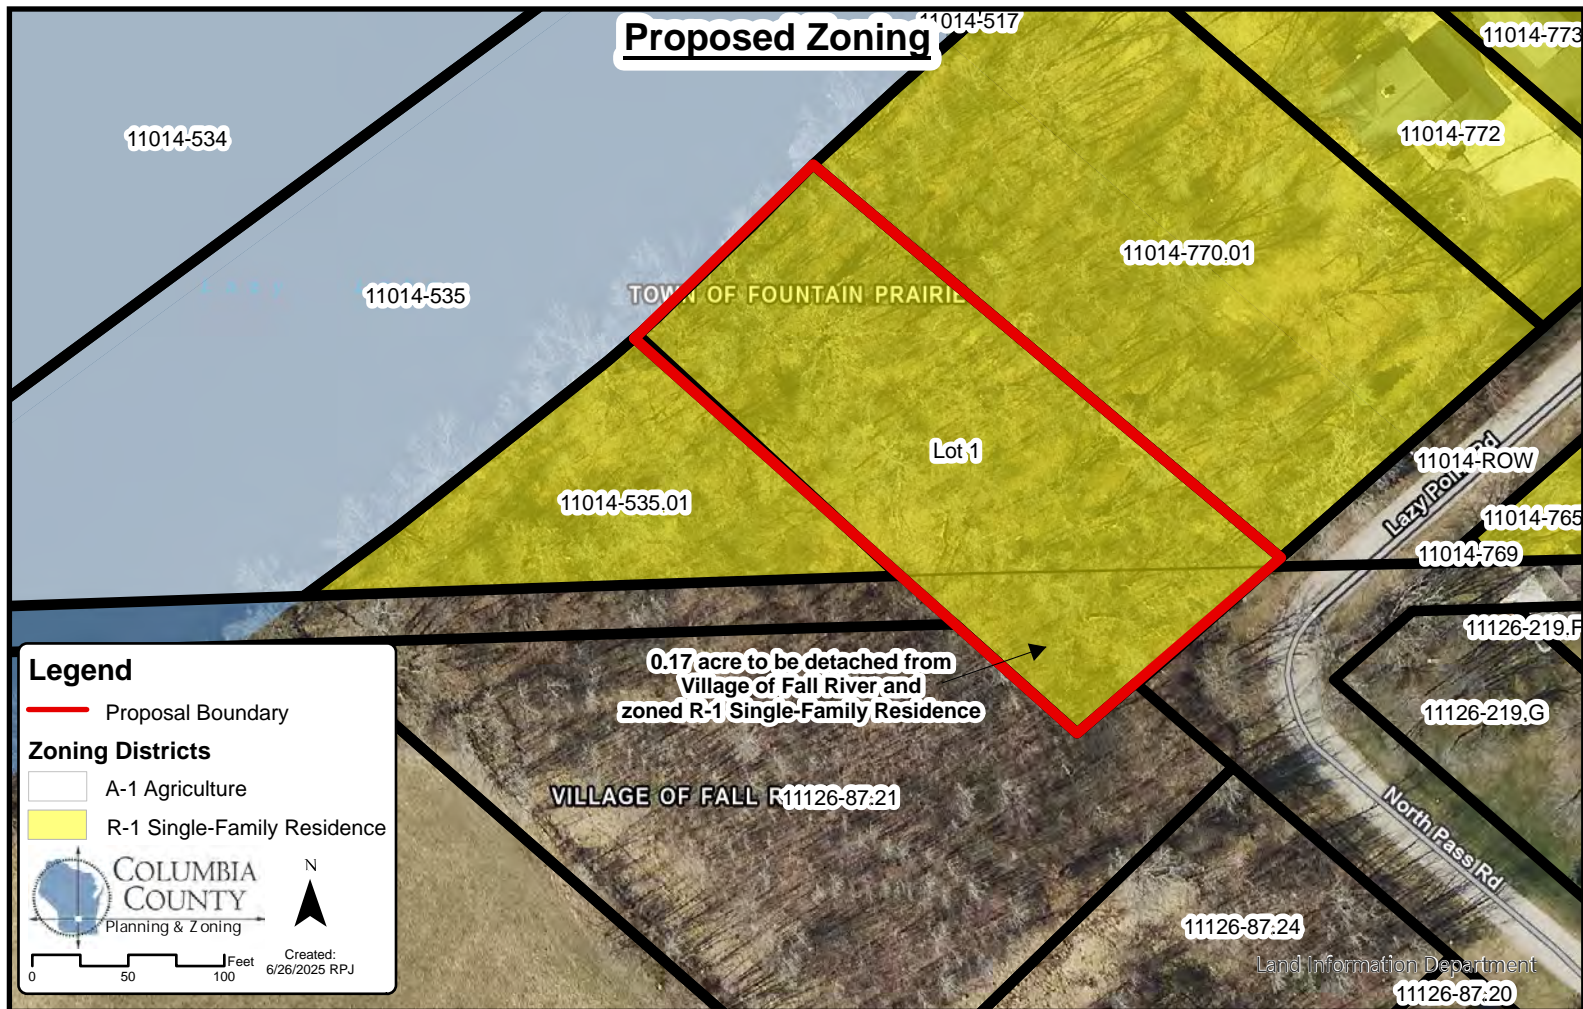 Proposed Zoning
11014-517
11014-773
11014-534
11014-772
11014-770.01
11014-535
TOWN OF FOUNTAIN PRAIRIE
Lot 1
11014-ROW
Lazy Point Rd
11014-535.01
11014-765
11014-769
11126-219.F
0.17 acre to be detached from
Village of Fall River and
zoned R-1 Single-Family Residence
11126-219.G
VILLAGE OF FALL R
11126-87.21
North Pass Rd
11126-87.24
Land Information Department
11126-87.20
Legend
Proposal Boundary
Zoning Districts
A-1 Agriculture
R-1 Single-Family Residence
COLUMBIA
COUNTY
Planning & Zoning
N
Created:
6/26/2025 RPJ
Feet
0 50 100